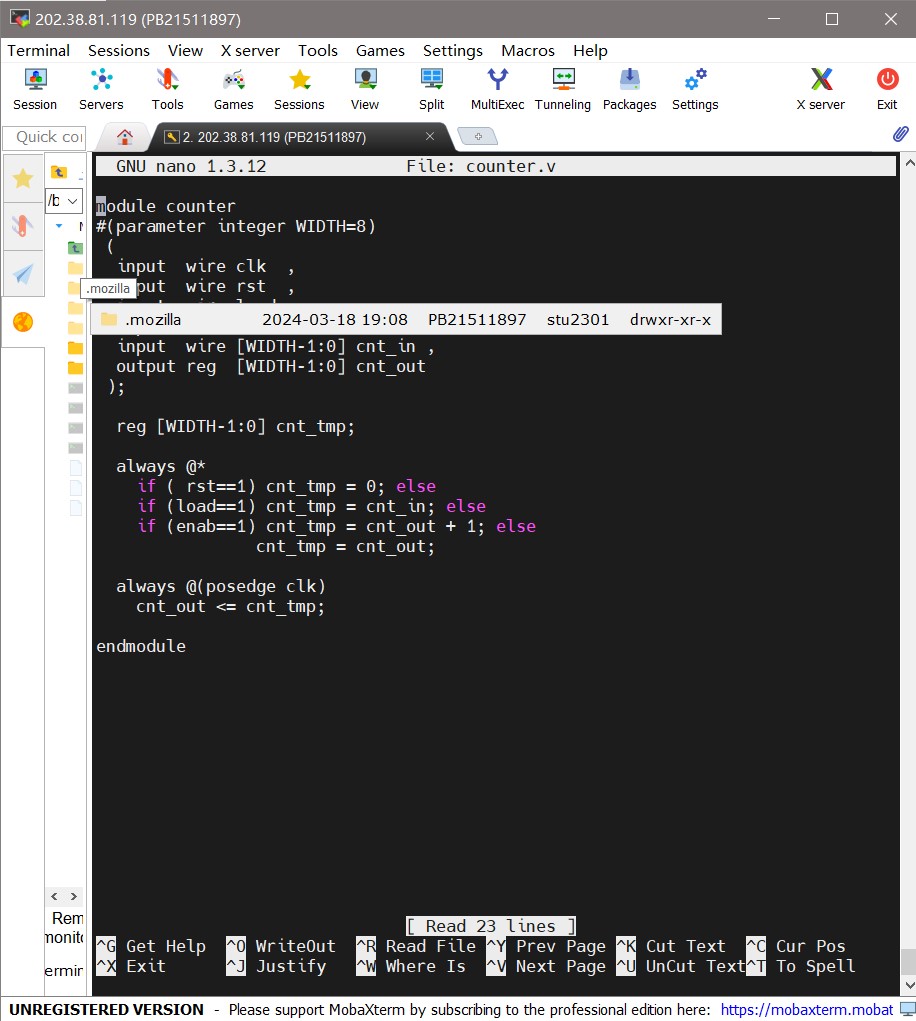 202.38.81.119 (PB21511897)
Terminal Sessions View X server Tools Games Settings Macros Help
Session Servers Tools Games Sessions View Split MultiExec Tunneling Packages Settings X server Exit
Quick
2. 202.38.81.119 (PB21511897)
GNU nano 1.3.12 File: counter.v
/b
module counter
#(parameter integer WIDTH=8)
(
input wire clk ,
input wire rst ,
.mozilla
.mozilla 2024-03-18 19:08 PB21511897 stu2301 drwxr-xr-x
input wire [WIDTH-1:0] cnt_in ,
output reg [WIDTH-1:0] cnt_out
);
reg [WIDTH-1:0] cnt_tmp;
always @*
if ( rst==1) cnt_tmp = 0; else
if (load==1) cnt_tmp = cnt_in; else
if (enab==1) cnt_tmp = cnt_out + 1; else
cnt_tmp = cnt_out;
always @(posedge clk)
cnt_out <= cnt_tmp;
endmodule
Rem
monito
ermin
[ Read 23 lines ]
^G Get Help ^O WriteOut ^R Read File ^Y Prev Page ^K Cut Text ^C Cur Pos
^X Exit ^J Justify ^W Where Is ^V Next Page ^U UnCut Text ^T To Spell
UNREGISTERED VERSION - Please support MobaXterm by subscribing to the professional edition here: https://mobaxterm.mobat